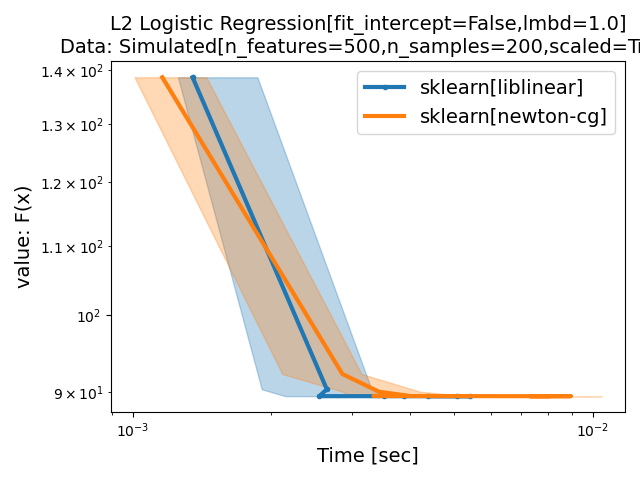 L2 Logistic Regression[fit_intercept=False,lmbd=1.0]
Data: Simulated[n_features=500,n_samples=200,scaled=T
sklearn[liblinear]
sklearn[newton-cg]
value: F(x)
1.4 × 10²
1.3 × 10²
1.2 × 10²
1.1 × 10²
10²
9 × 10¹
10⁻³
10⁻²
Time [sec]